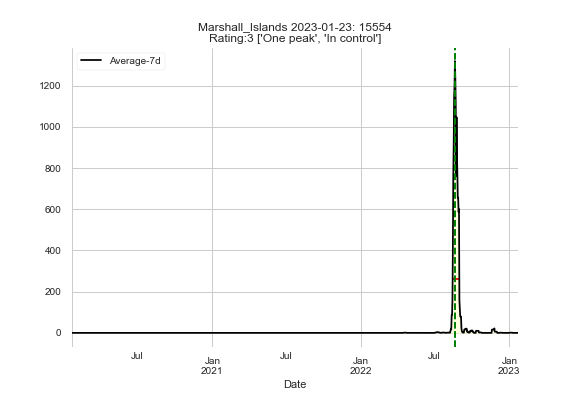 Marshall_Islands 2023-01-23: 15554
Rating:3 ['One peak', 'In control']
Average-7d
1200
1000
800
600
400
200
0
Jul
Jan
2021
Jul
Jan
2022
Jul
Jan
2023
Date